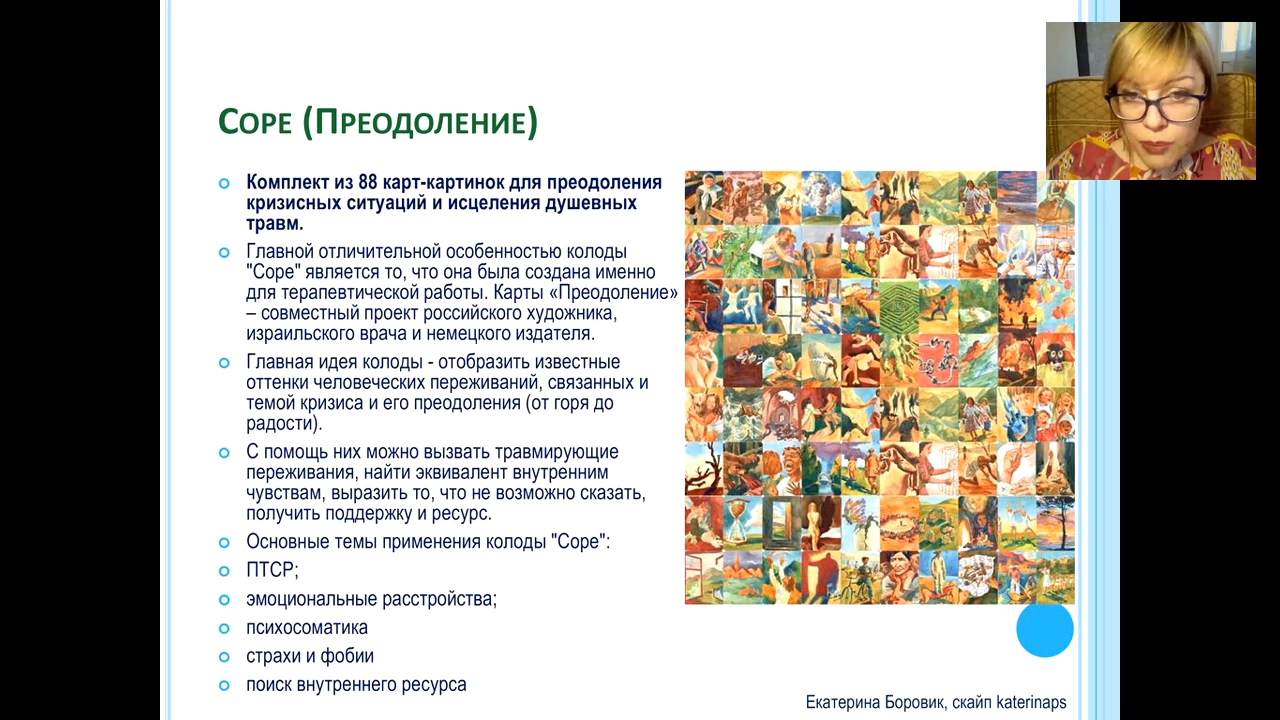 Cope (Преодоление)
Комплект из 88 карт-картинок для преодоления
кризисных ситуаций и исцеления душевных
травм.
Главной отличительной особенностью колоды
"Cope" является то, что она была создана именно
для терапевтической работы. Карты «Преодоление»
– совместный проект российского художника,
израильского врача и немецкого издателя.
Главная идея колоды - отобразить известные
оттенки человеческих переживаний, связанных и
темой кризиса и его преодоления (от горя до
радости).
С помощь них можно вызвать травмирующие
переживания, найти эквивалент внутренним
чувствам, выразить то, что не возможно сказать,
получить поддержку и ресурс.
Основные темы применения колоды "Cope":
ПТСР;
эмоциональные расстройства;
психосоматика
страхи и фобии
поиск внутреннего ресурса
Екатерина Боровик, скайп katerinaps